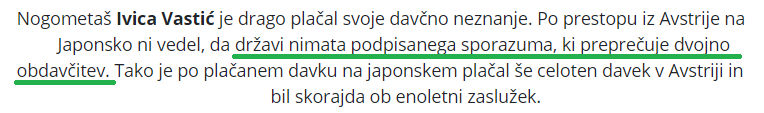 Nogometaš Ivica Vastić je drago plačal svoje davčno neznanje. Po prestopu iz Avstrije na
Japonsko ni vedel, da državi nimata podpisanega sporazuma, ki preprečuje dvojno
obdavčitev. Tako je po plačanem davku na japonskem plačal še celoten davek v Avstriji in
bil skorajda ob enoletni zaslužek.